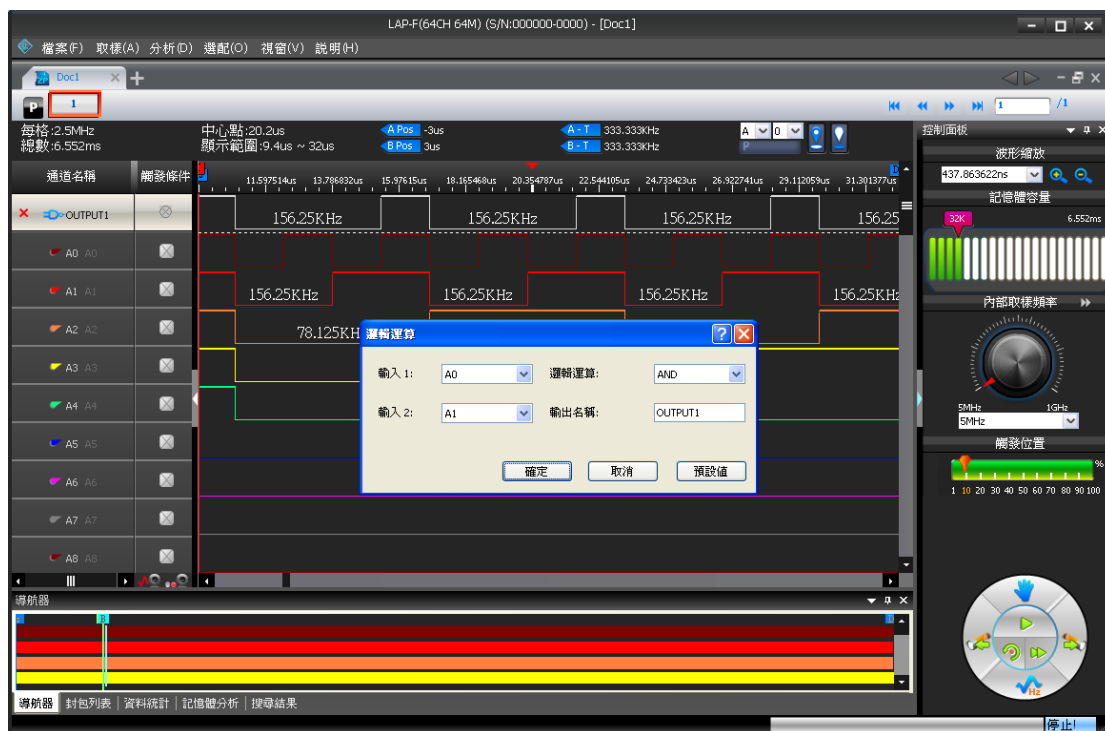 LAP-F(64CH 64M) (S/N:000000-0000) - [Doc1]
檔案(F) 取樣(A) 分析(D) 選配(O) 視窗(V) 說明(H)
Doc1
P 1
1 /1
每格:2.5MHz 中心點:20.2us A Pos -3us A - T 333.333KHz A 0
總數:6.552ms 顯示範圍:9.4us ~ 32us B Pos 3us B - T 333.333KHz P
控制面板
波形縮放
437.863622ns
記憶體容量
32K 6.552ms
內部取樣頻率
5MHz 1GHz
5MHz
觸發位置
%
1 10 20 30 40 50 60 70 80 90 100
Hz
通道名稱 觸發條件
11.597514us 13.786832us 15.97615us 18.165468us 20.354787us 22.544105us 24.733423us 26.922741us 29.112059us 31.301377us
OUTPUT1 156.25KHz 156.25KHz 156.25KHz 156.25
A0 A0
A1 A1 156.25KHz 156.25KHz 156.25KHz 156.25KHz
A2 A2 78.125KH
A3 A3
A4 A4
A5 A5
A6 A6
A7 A7
A8 A8
邏輯運算
輸入 1: A0 邏輯運算: AND
輸入 2: A1 輸出名稱: OUTPUT1
確定 取消 預設值
導航器
B D
導航器 封包列表 資料統計 記憶體分析 搜尋結果
停止!